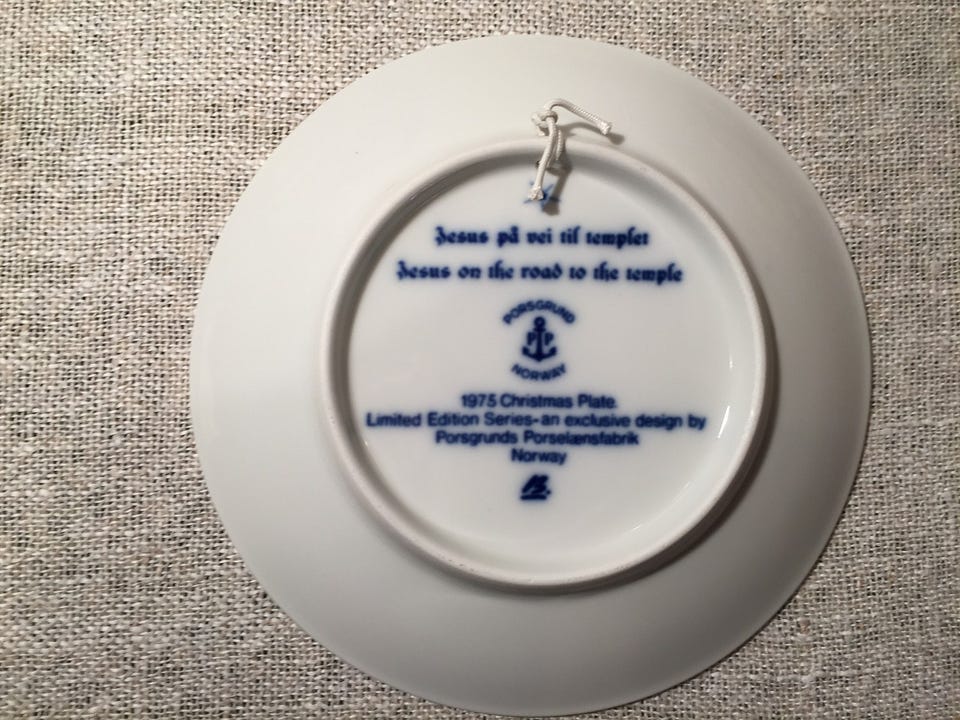 Jesus på vei til templet
Jesus on the road to the temple
PORSGRUND
P P
NORWAY
1975 Christmas Plate.
Limited Edition Series-an exclusive design by
Porsgrunds Porselænsfabrik
Norway